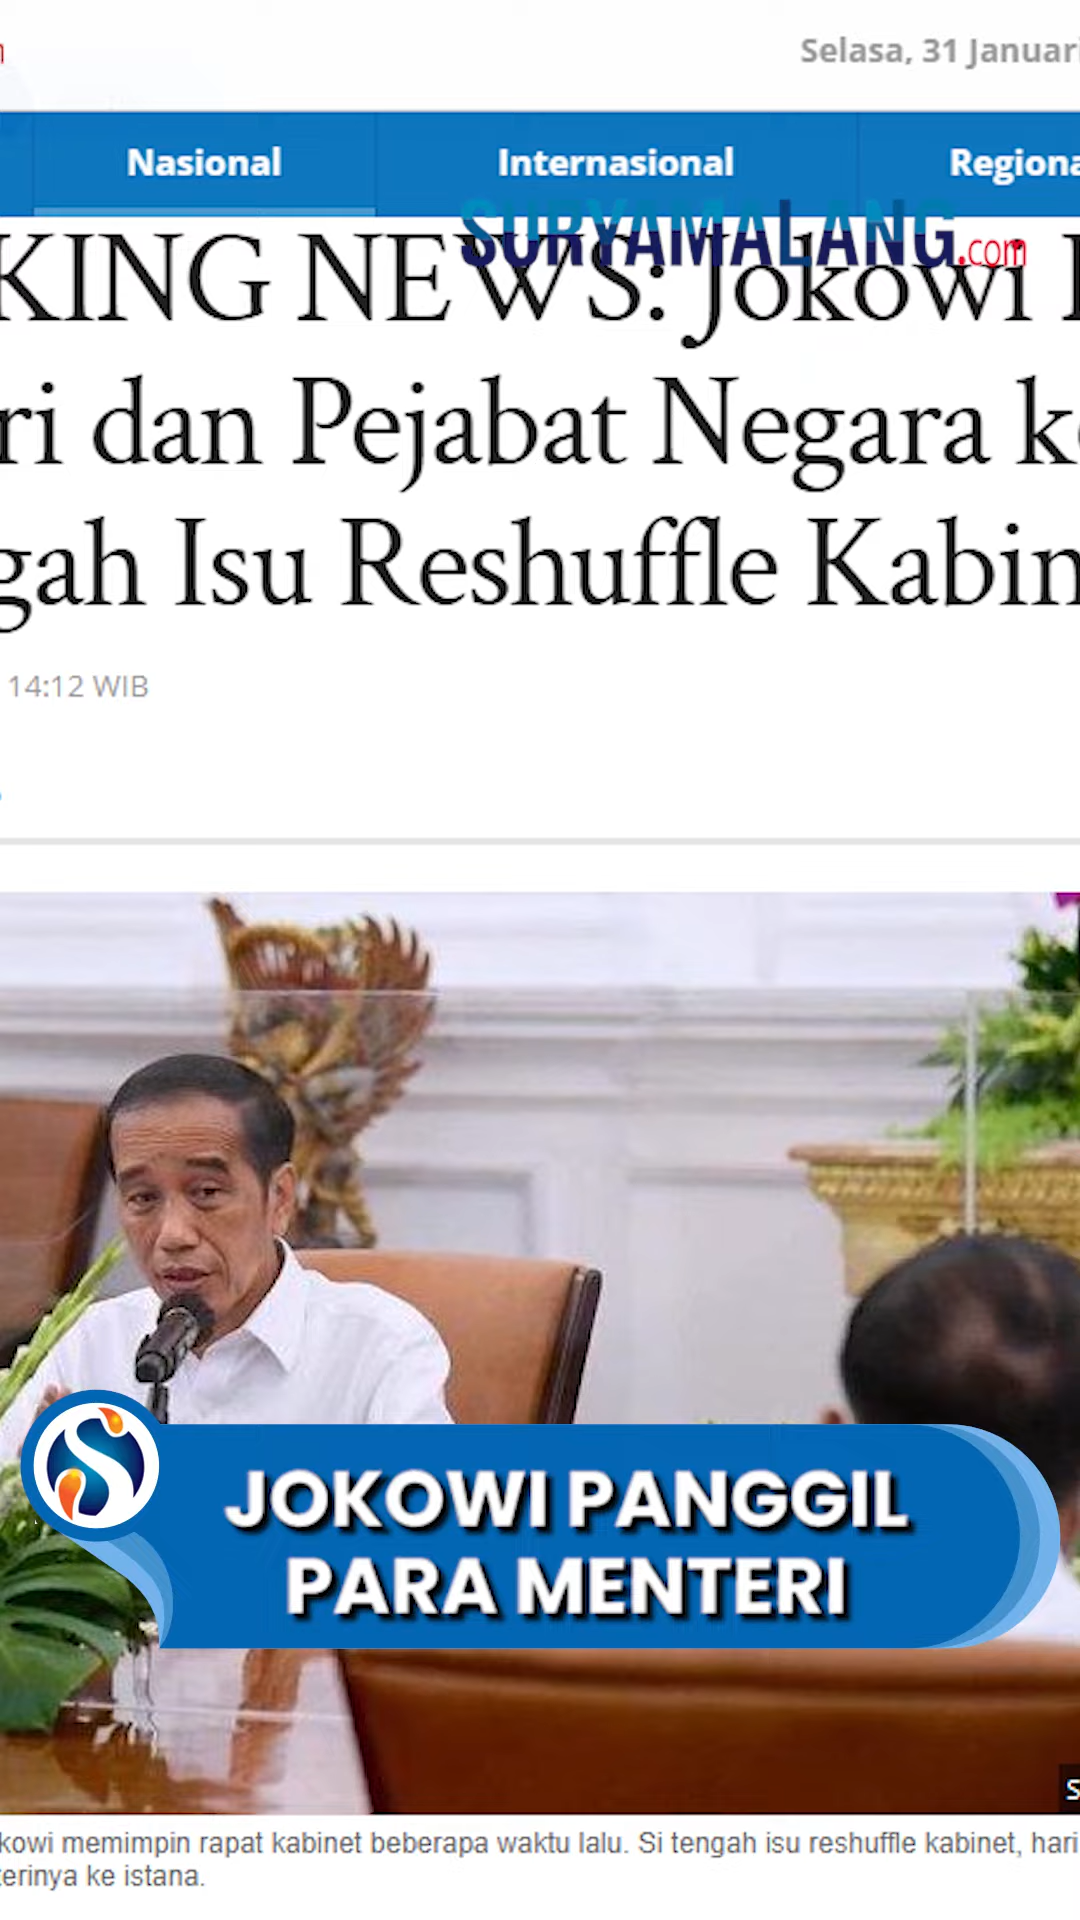 Selasa, 31 Januari
Nasional Internasional Regiona
SURYAMALANG.com
KING NEWS: Jokowi
ri dan Pejabat Negara k
gah Isu Reshuffle Kabin
14:12 WIB
JOKOWI PANGGIL
PARA MENTERI
kowi memimpin rapat kabinet beberapa waktu lalu. Si tengah isu reshuffle kabinet, hari
terinya ke istana.